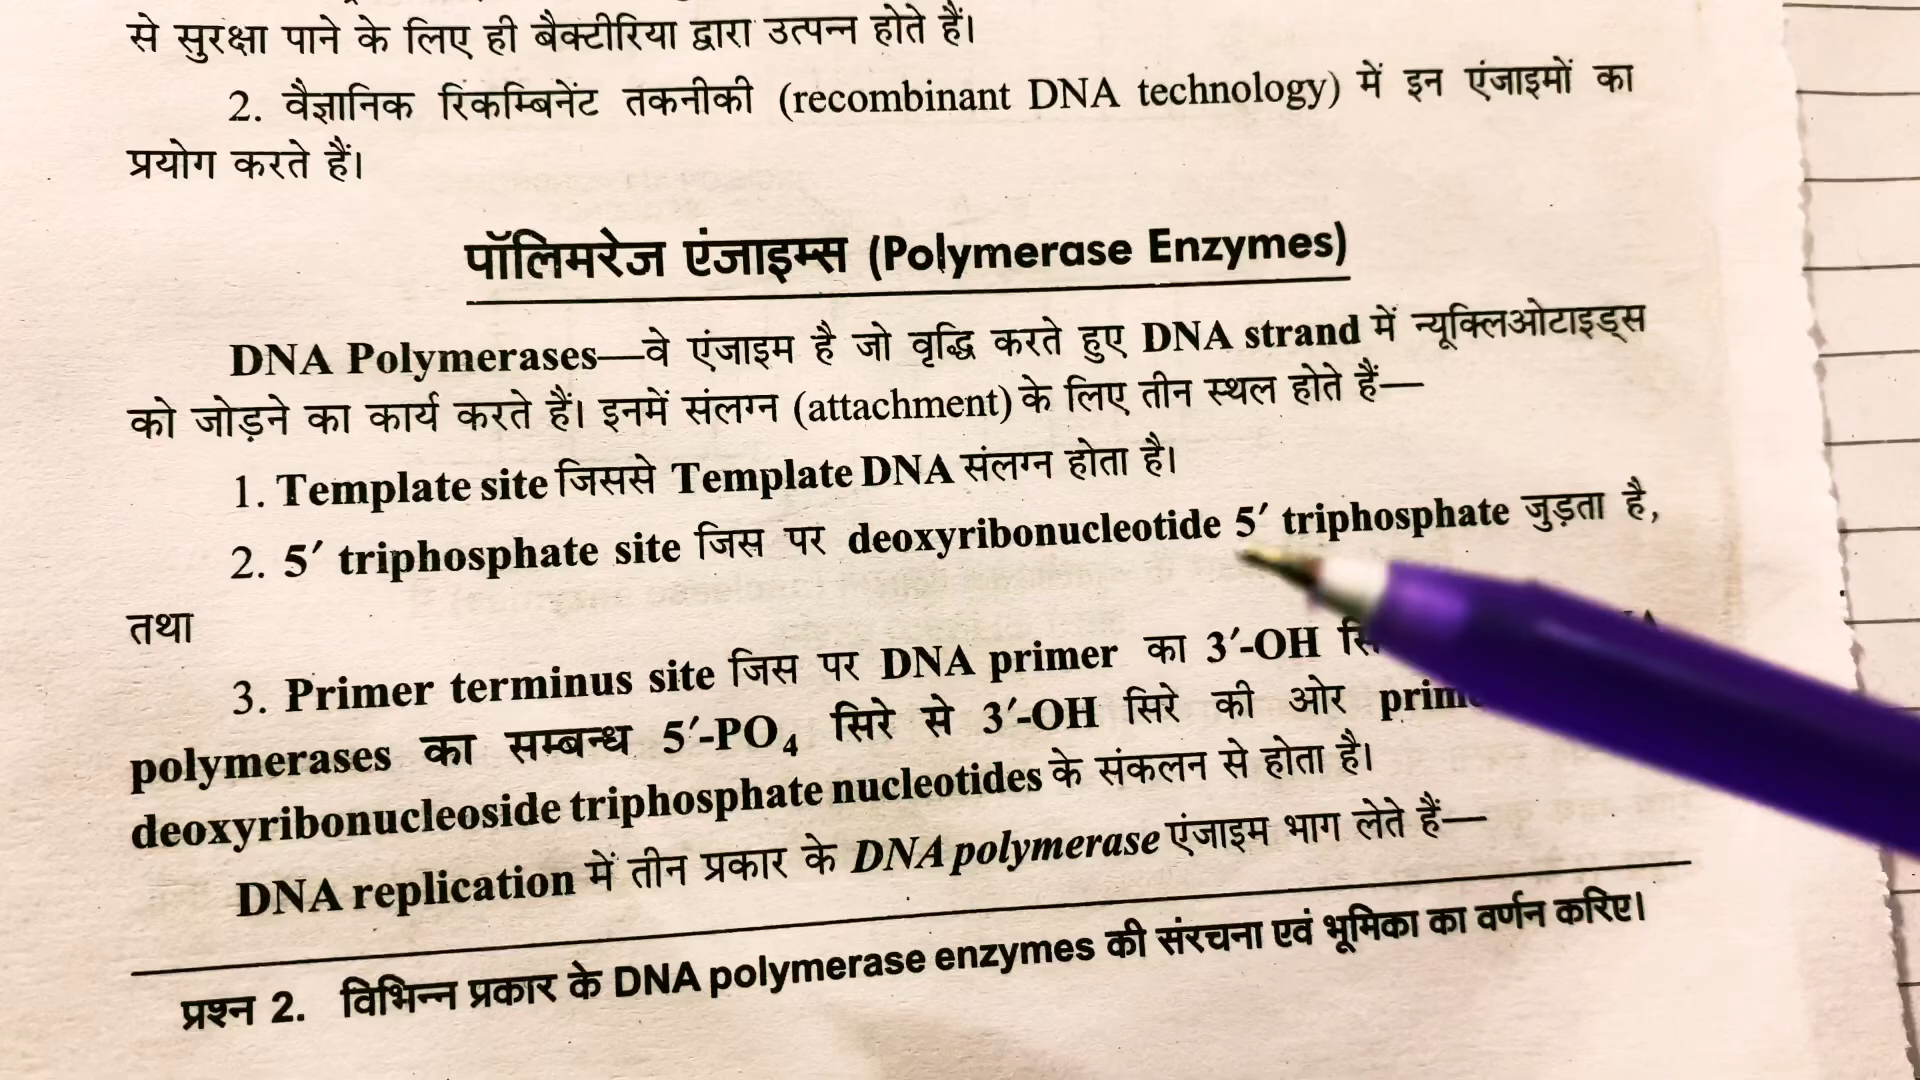 से सुरक्षा पाने के लिए ही बैक्टीरिया द्वारा उत्पन्न होते हैं।
2. वैज्ञानिक रिकम्बिनेंट तकनीकी (recombinant DNA technology) में इन एंजाइमों का
प्रयोग करते हैं।
पॉलिमरेज एंजाइम्स (Polymerase Enzymes)
DNA Polymerases—वे एंजाइम है जो वृद्धि करते हुए DNA strand में न्यूक्लिओटाइड्स
को जोड़ने का कार्य करते हैं। इनमें संलग्न (attachment) के लिए तीन स्थल होते हैं—
1. Template site जिससे Template DNA संलग्न होता है।
2. 5′ triphosphate site जिस पर deoxyribonucleotide 5′ triphosphate जुड़ता है,
तथा
3. Primer terminus site जिस पर DNA primer का 3′-OH
polymerases का सम्बन्ध 5′-PO₄ सिरे से 3′-OH सिरे की ओर
deoxyribonucleoside triphosphate nucleotides के संकलन से होता है।
DNA replication में तीन प्रकार के DNA polymerase एंजाइम भाग लेते हैं—
प्रश्न 2. विभिन्न प्रकार के DNA polymerase enzymes की संरचना एवं भूमिका का वर्णन करिए।